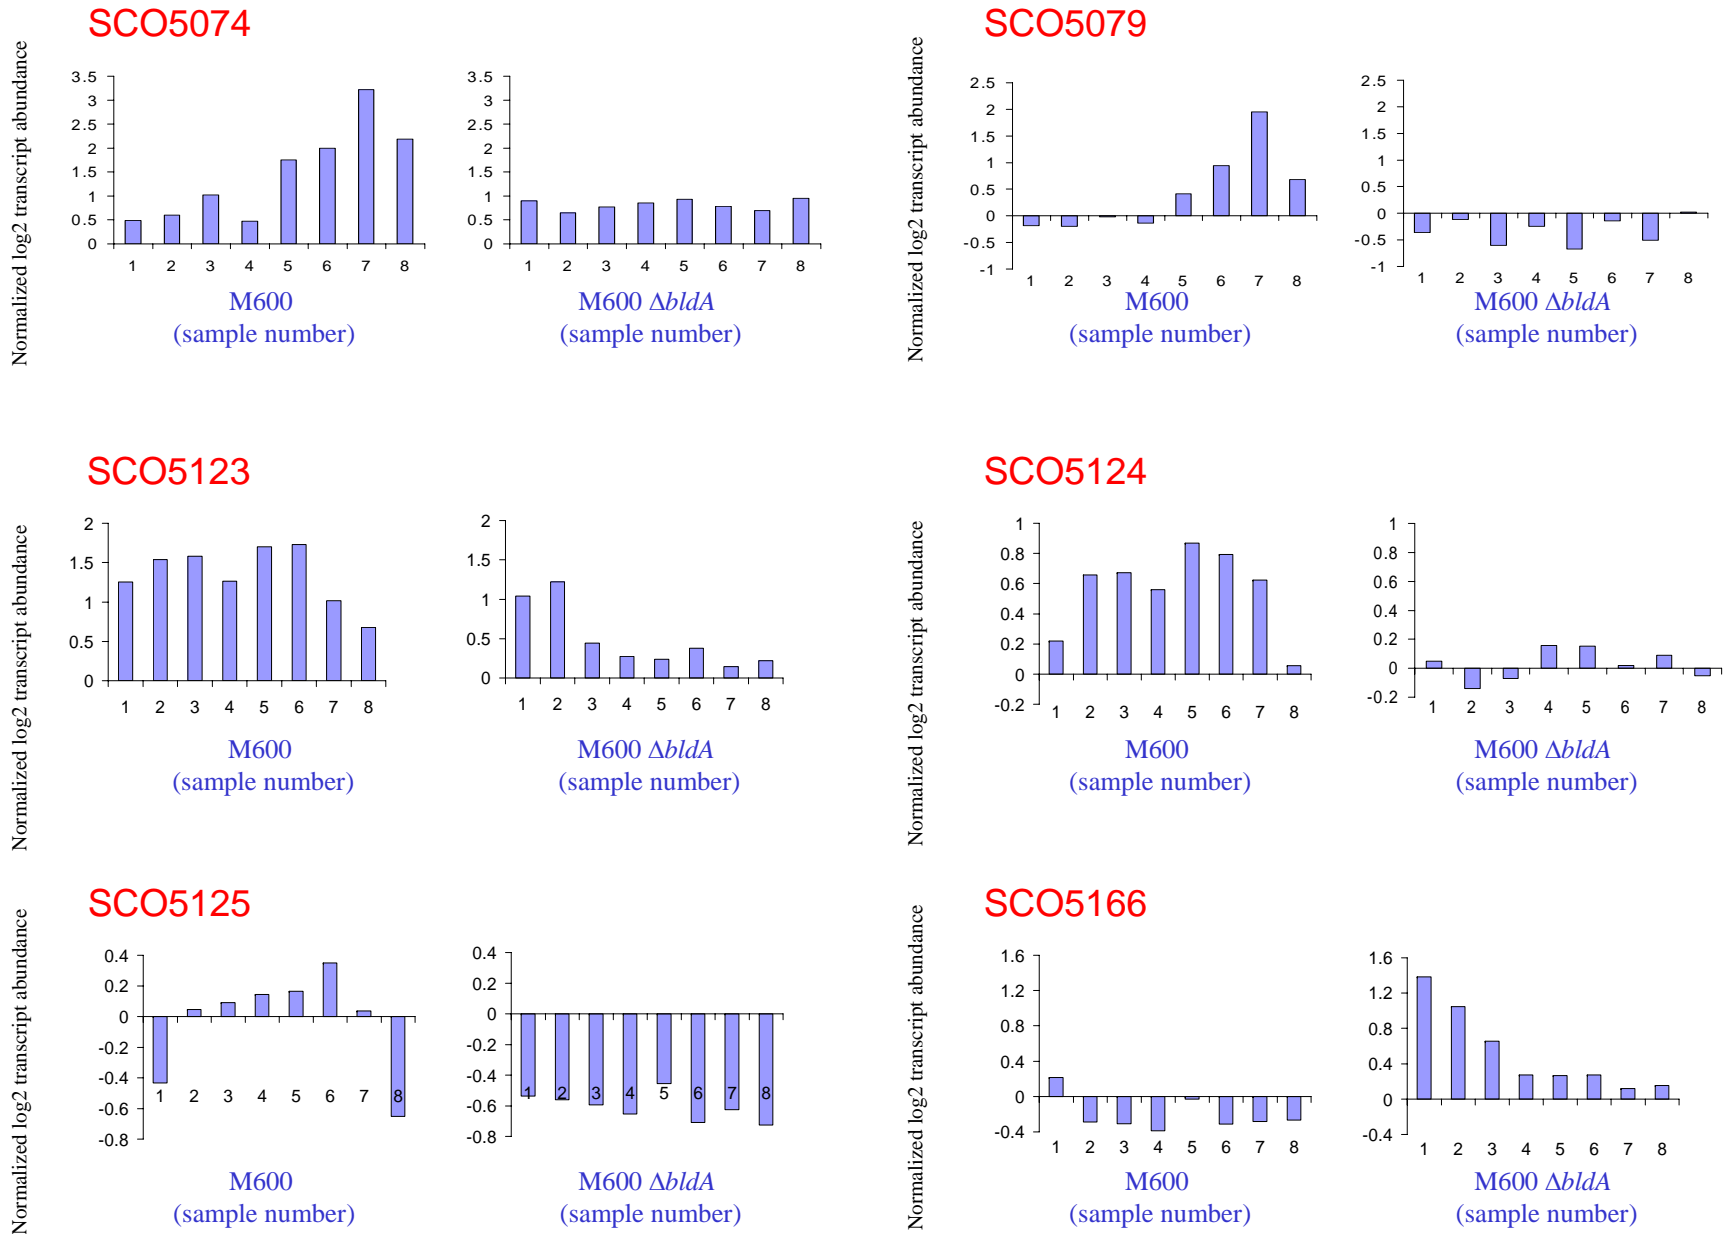 SCO5074
Normalized log2 transcript abundance
3.5
3
2.5
2
1.5
1
0.5
0
1 2 3 4 5 6 7 8
M600
(sample number)
3.5
3
2.5
2
1.5
1
0.5
0
1 2 3 4 5 6 7 8
M600 ΔbldA
(sample number)
SCO5079
Normalized log2 transcript abundance
2.5
2
1.5
1
0.5
0
-0.5
-1
1 2 3 4 5 6 7 8
M600
(sample number)
2.5
2
1.5
1
0.5
0
-0.5
-1
1 2 3 4 5 6 7 8
M600 ΔbldA
(sample number)
SCO5123
Normalized log2 transcript abundance
2
1.5
1
0.5
0
1 2 3 4 5 6 7 8
M600
(sample number)
2
1.5
1
0.5
0
1 2 3 4 5 6 7 8
M600 ΔbldA
(sample number)
SCO5124
Normalized log2 transcript abundance
1
0.8
0.6
0.4
0.2
0
-0.2
1 2 3 4 5 6 7 8
M600
(sample number)
1
0.8
0.6
0.4
0.2
0
-0.2
1 2 3 4 5 6 7 8
M600 ΔbldA
(sample number)
SCO5125
Normalized log2 transcript abundance
0.4
0.2
0
-0.2
-0.4
-0.6
-0.8
1 2 3 4 5 6 7 8
M600
(sample number)
0.4
0.2
0
-0.2
-0.4
-0.6
-0.8
1 2 3 4 5 6 7 8
M600 ΔbldA
(sample number)
SCO5166
Normalized log2 transcript abundance
1.6
1.2
0.8
0.4
0
-0.4
1 2 3 4 5 6 7 8
M600
(sample number)
1.6
1.2
0.8
0.4
0
-0.4
1 2 3 4 5 6 7 8
M600 ΔbldA
(sample number)